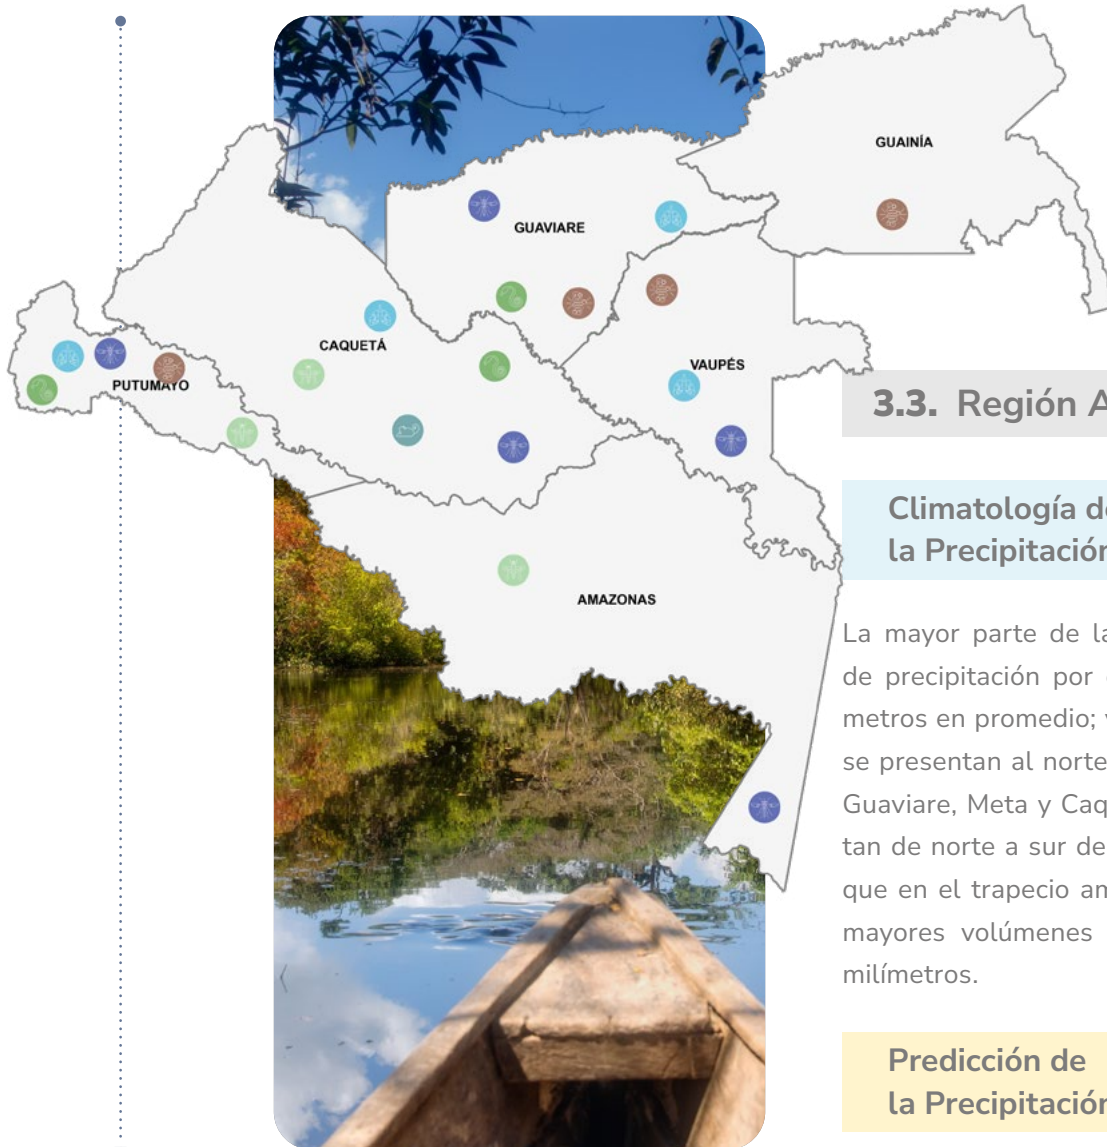 GUAINÍA
GUAVIARE
CAQUETÁ
VAUPÉS
PUTUMAYO
AMAZONAS
3.3. Región A
Climatología de
la Precipitación
La mayor parte de la
de precipitación por
metros en promedio;
se presentan al norte
Guaviare, Meta y Caq
tan de norte a sur de
que en el trapecio am
mayores volúmenes
milímetros.
Predicción de
la Precipitación